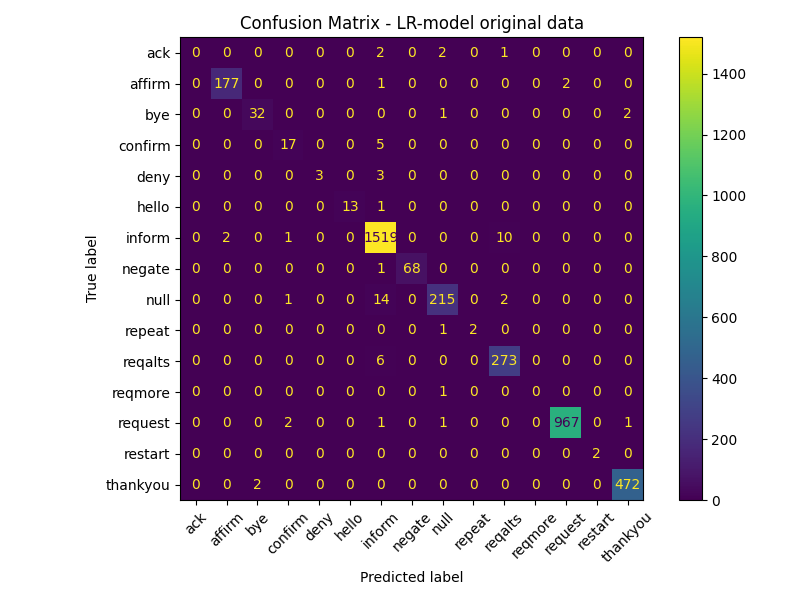 Confusion Matrix - LR-model original data
True label
ack 0 0 0 0 0 0 2 0 2 0 1 0 0 0 0
affirm 0 177 0 0 0 0 1 0 0 0 0 0 2 0 0
bye 0 0 32 0 0 0 0 0 1 0 0 0 0 0 2
confirm 0 0 0 17 0 0 5 0 0 0 0 0 0 0 0
deny 0 0 0 0 3 0 3 0 0 0 0 0 0 0 0
hello 0 0 0 0 0 13 1 0 0 0 0 0 0 0 0
inform 0 2 0 1 0 0 1519 0 0 0 10 0 0 0 0
negate 0 0 0 0 0 0 1 68 0 0 0 0 0 0 0
null 0 0 0 1 0 0 14 0 215 0 2 0 0 0 0
repeat 0 0 0 0 0 0 0 0 1 2 0 0 0 0 0
reqalts 0 0 0 0 0 0 6 0 0 0 273 0 0 0 0
reqmore 0 0 0 0 0 0 0 0 1 0 0 0 0 0 0
request 0 0 0 2 0 0 1 0 1 0 0 0 967 0 1
restart 0 0 0 0 0 0 0 0 0 0 0 0 0 2 0
thankyou 0 0 2 0 0 0 0 0 0 0 0 0 0 0 472
ack affirm bye confirm deny hello inform negate null repeat reqalts reqmore request restart thankyou
Predicted label
1400
1200
1000
800
600
400
200
0